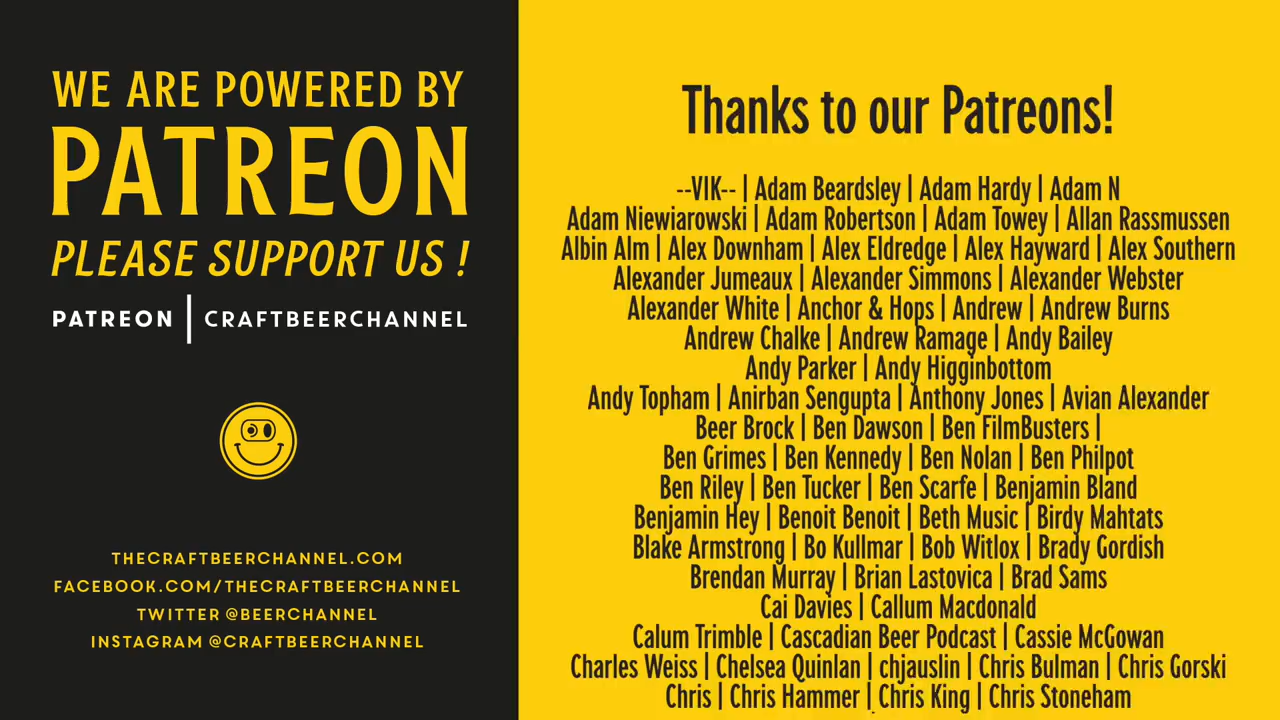 WE ARE POWERED BY
PATREON
PLEASE SUPPORT US !
PATREON | CRAFTBEERCHANNEL
THECRAFTBEERCHANNEL.COM
FACEBOOK.COM/THECRAFTBEERCHANNEL
TWITTER @BEERCHANNEL
INSTAGRAM @CRAFTBEERCHANNEL
Thanks to our Patreons!
--VIK-- | Adam Beardsley | Adam Hardy | Adam N
Adam Niewiarowski | Adam Robertson | Adam Towey | Allan Rassmussen
Albin Alm | Alex Downham | Alex Eldredge | Alex Hayward | Alex Southern
Alexander Jumeaux | Alexander Simmons | Alexander Webster
Alexander White | Anchor & Hops | Andrew | Andrew Burns
Andrew Chalke | Andrew Ramage | Andy Bailey
Andy Parker | Andy Higginbottom
Andy Topham | Anirban Sengupta | Anthony Jones | Avian Alexander
Beer Brock | Ben Dawson | Ben FilmBusters |
Ben Grimes | Ben Kennedy | Ben Nolan | Ben Philpot
Ben Riley | Ben Tucker | Ben Scarfe | Benjamin Bland
Benjamin Hey | Benoit Benoit | Beth Music | Birdy Mahtats
Blake Armstrong | Bo Kullmar | Bob Witlox | Brady Gordish
Brendan Murray | Brian Lastovica | Brad Sams
Cai Davies | Callum Macdonald
Calum Trimble | Cascadian Beer Podcast | Cassie McGowan
Charles Weiss | Chelsea Quinlan | chjauslin | Chris Bulman | Chris Gorski
Chris | Chris Hammer | Chris King | Chris Stoneham